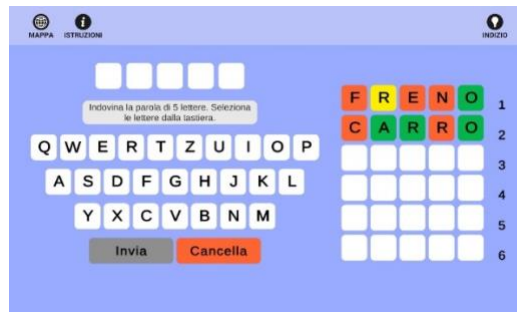 MAPPA ISTRUZIONI INDIZIO
Indovina la parola di 5 lettere. Seleziona
le lettere dalla tastiera.
Q W E R T Z U I O P
A S D F G H J K L
Y X C V B N M
Invia Cancella
F R E N O 1
C A R R O 2
3
4
5
6